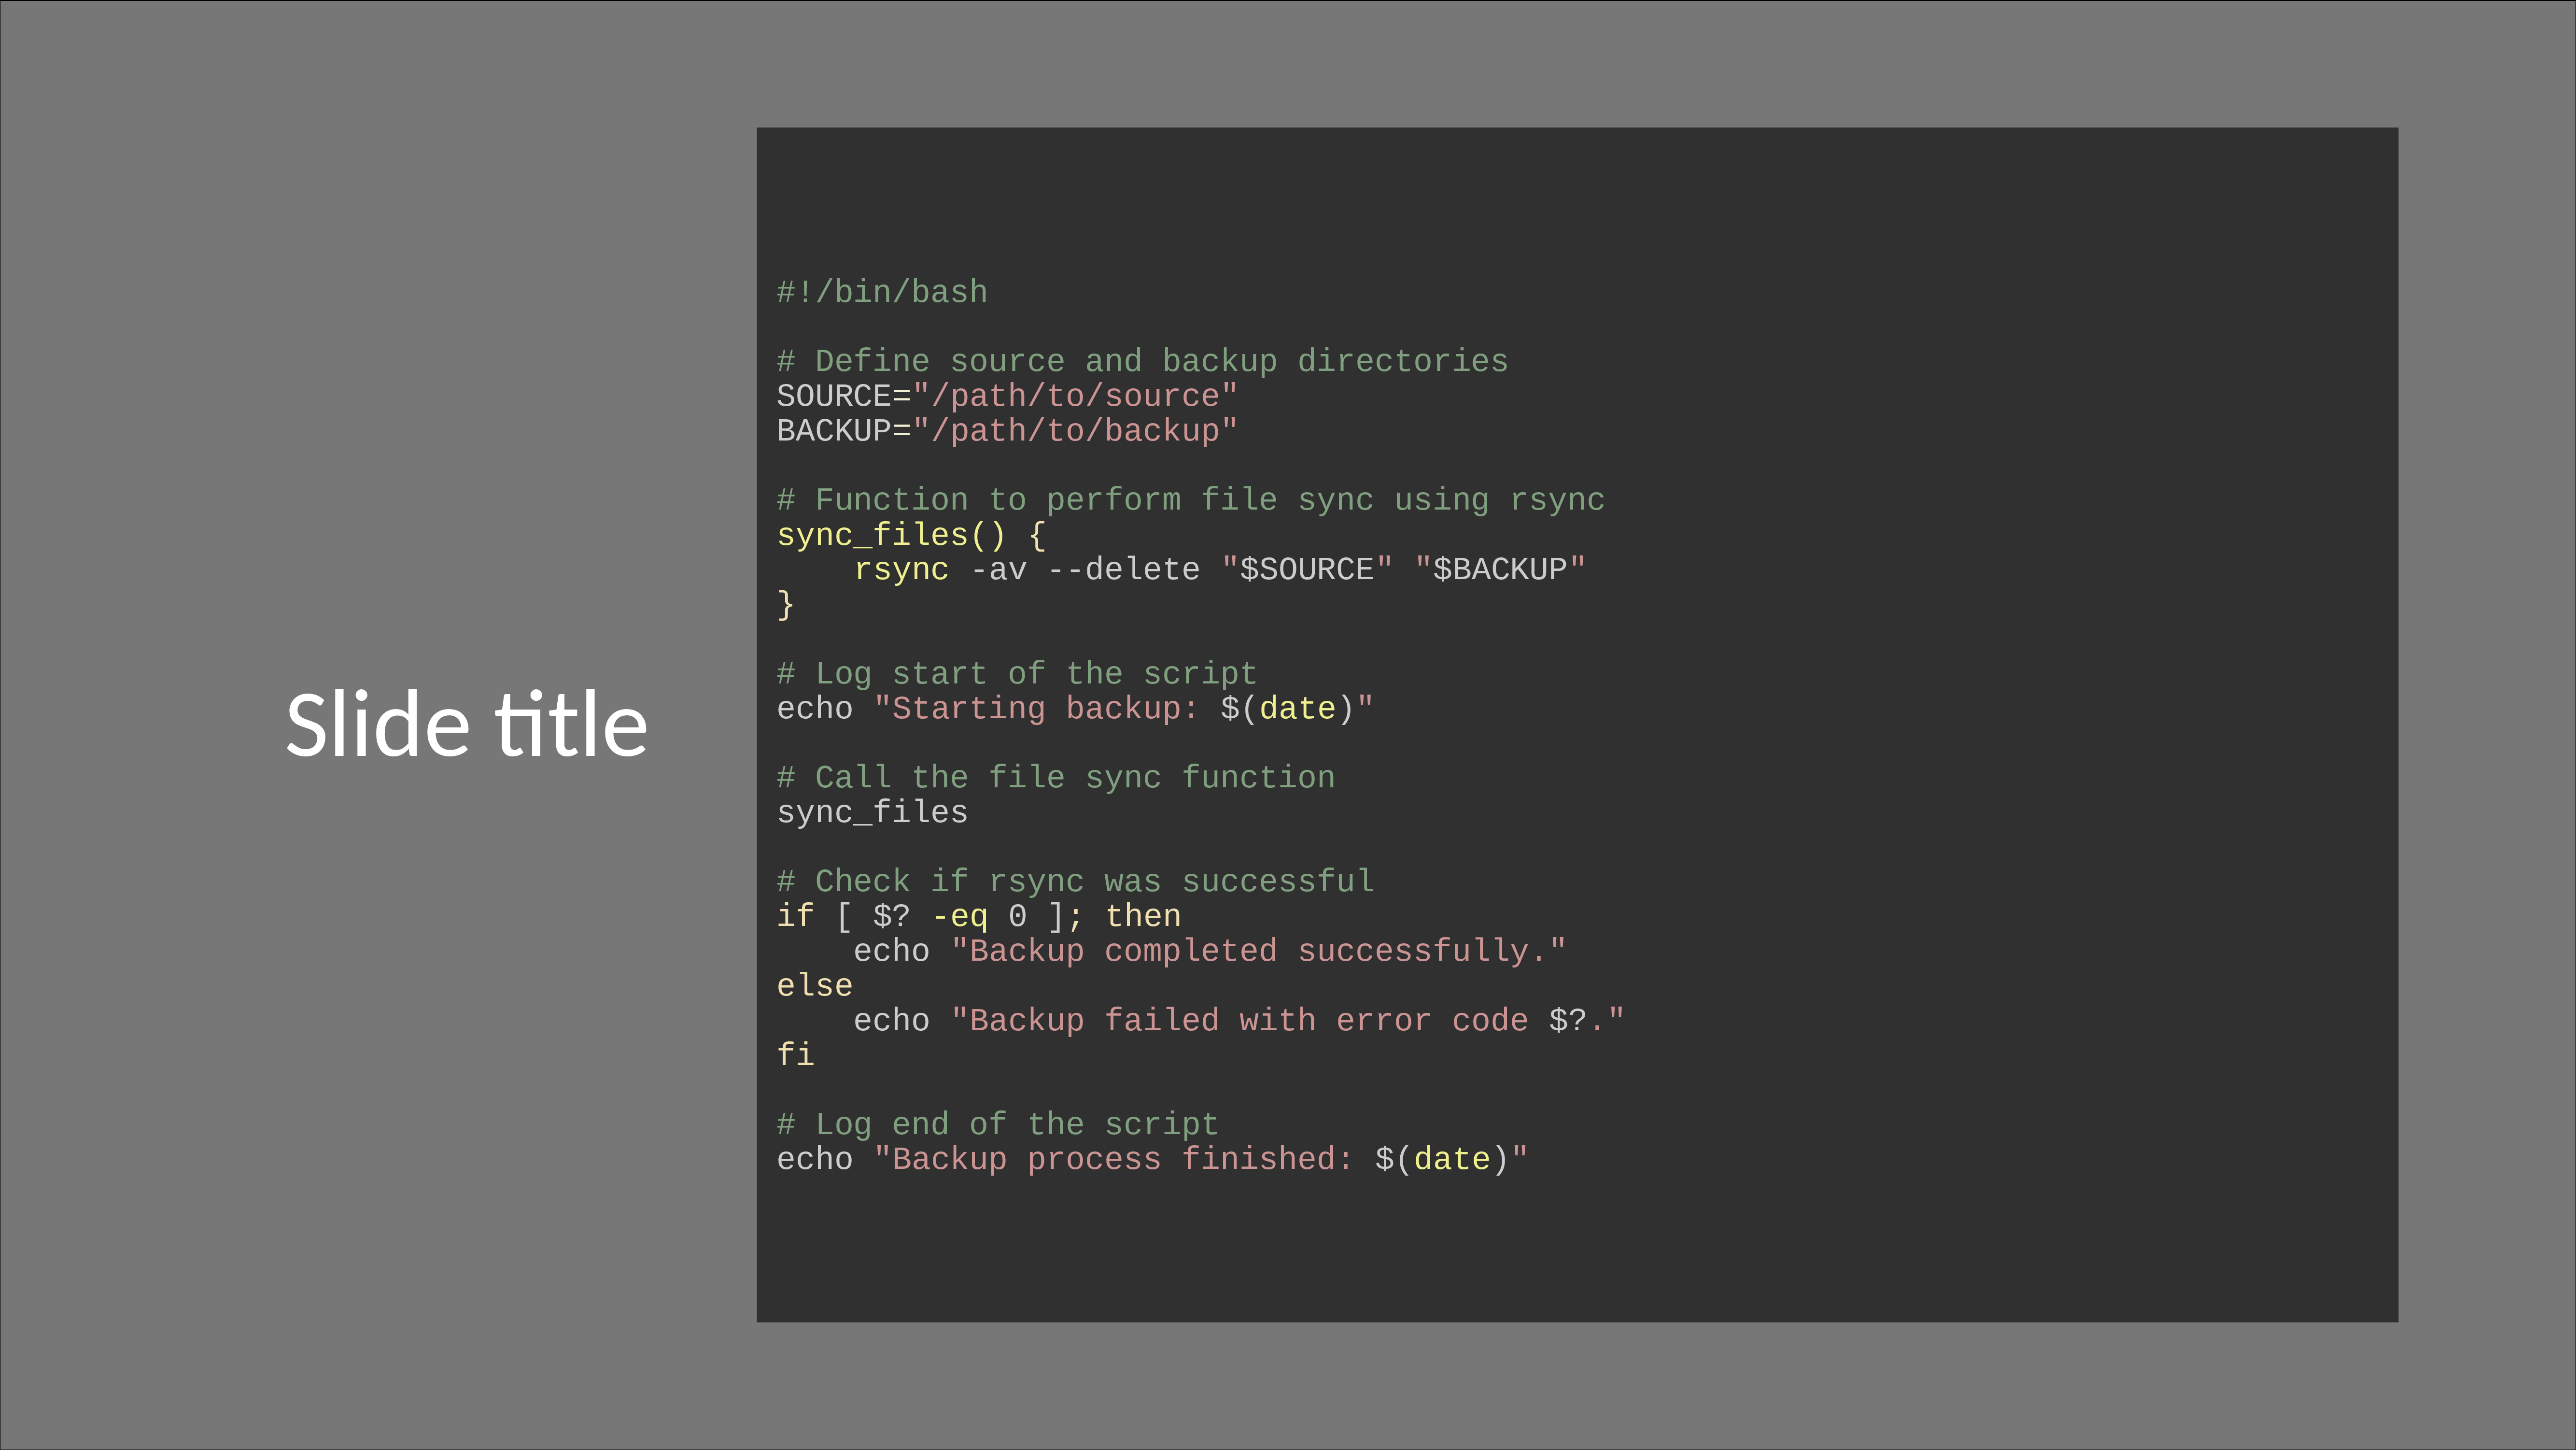 Slide title
#!/bin/bash
# Define source and backup directories
SOURCE="/path/to/source"
BACKUP="/path/to/backup"
# Function to perform file sync using rsync
sync_files() {
    rsync -av --delete "$SOURCE" "$BACKUP"
}
# Log start of the script
echo "Starting backup: $(date)"
# Call the file sync function
sync_files
# Check if rsync was successful
if [ $? -eq 0 ]; then
    echo "Backup completed successfully."
else
    echo "Backup failed with error code $?."
fi
# Log end of the script
echo "Backup process finished: $(date)"